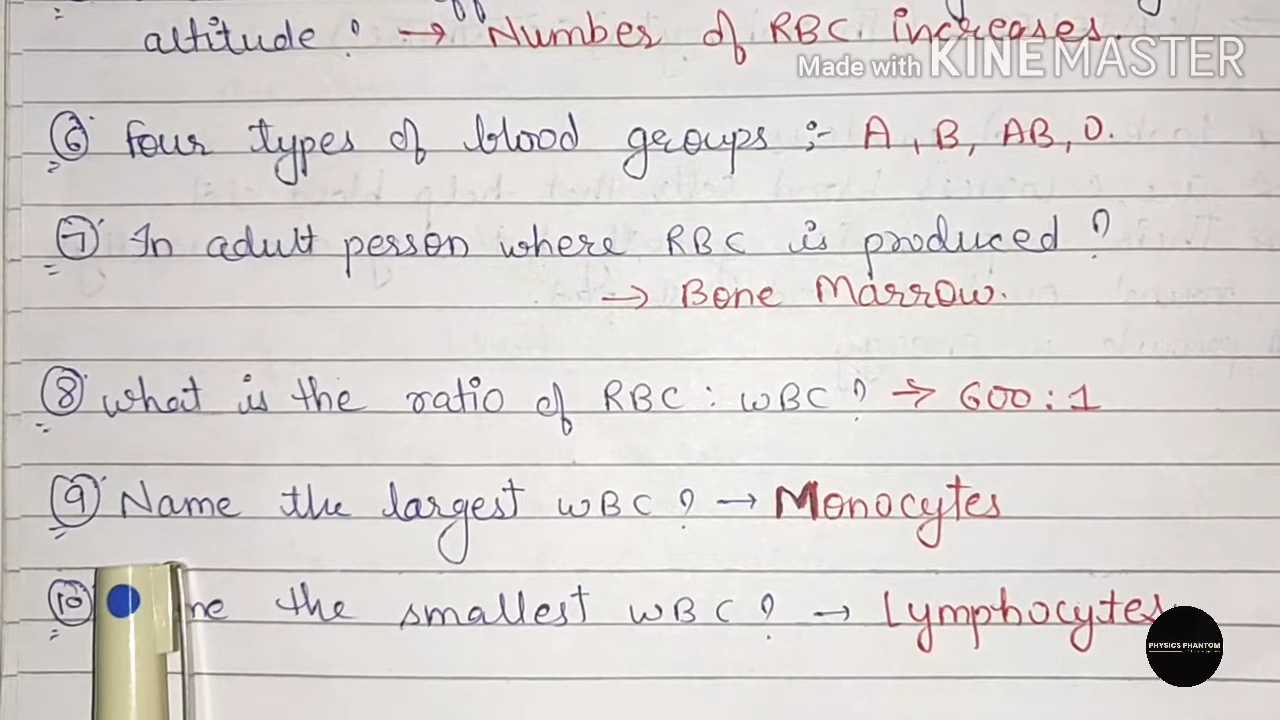 altitude ? → Number of RBC increases.
Made with KINEMASTER
⑥ Four types of blood groups :- A, B, AB, O.
⑦ In adult person where RBC is produced ?
→ Bone Marrow.
⑧ What is the ratio of RBC : WBC ? → 600 : 1
⑨ Name the largest WBC ? → Monocytes
⑩ me the smallest WBC ? → Lymphocytes
PHYSICS PHANTOM